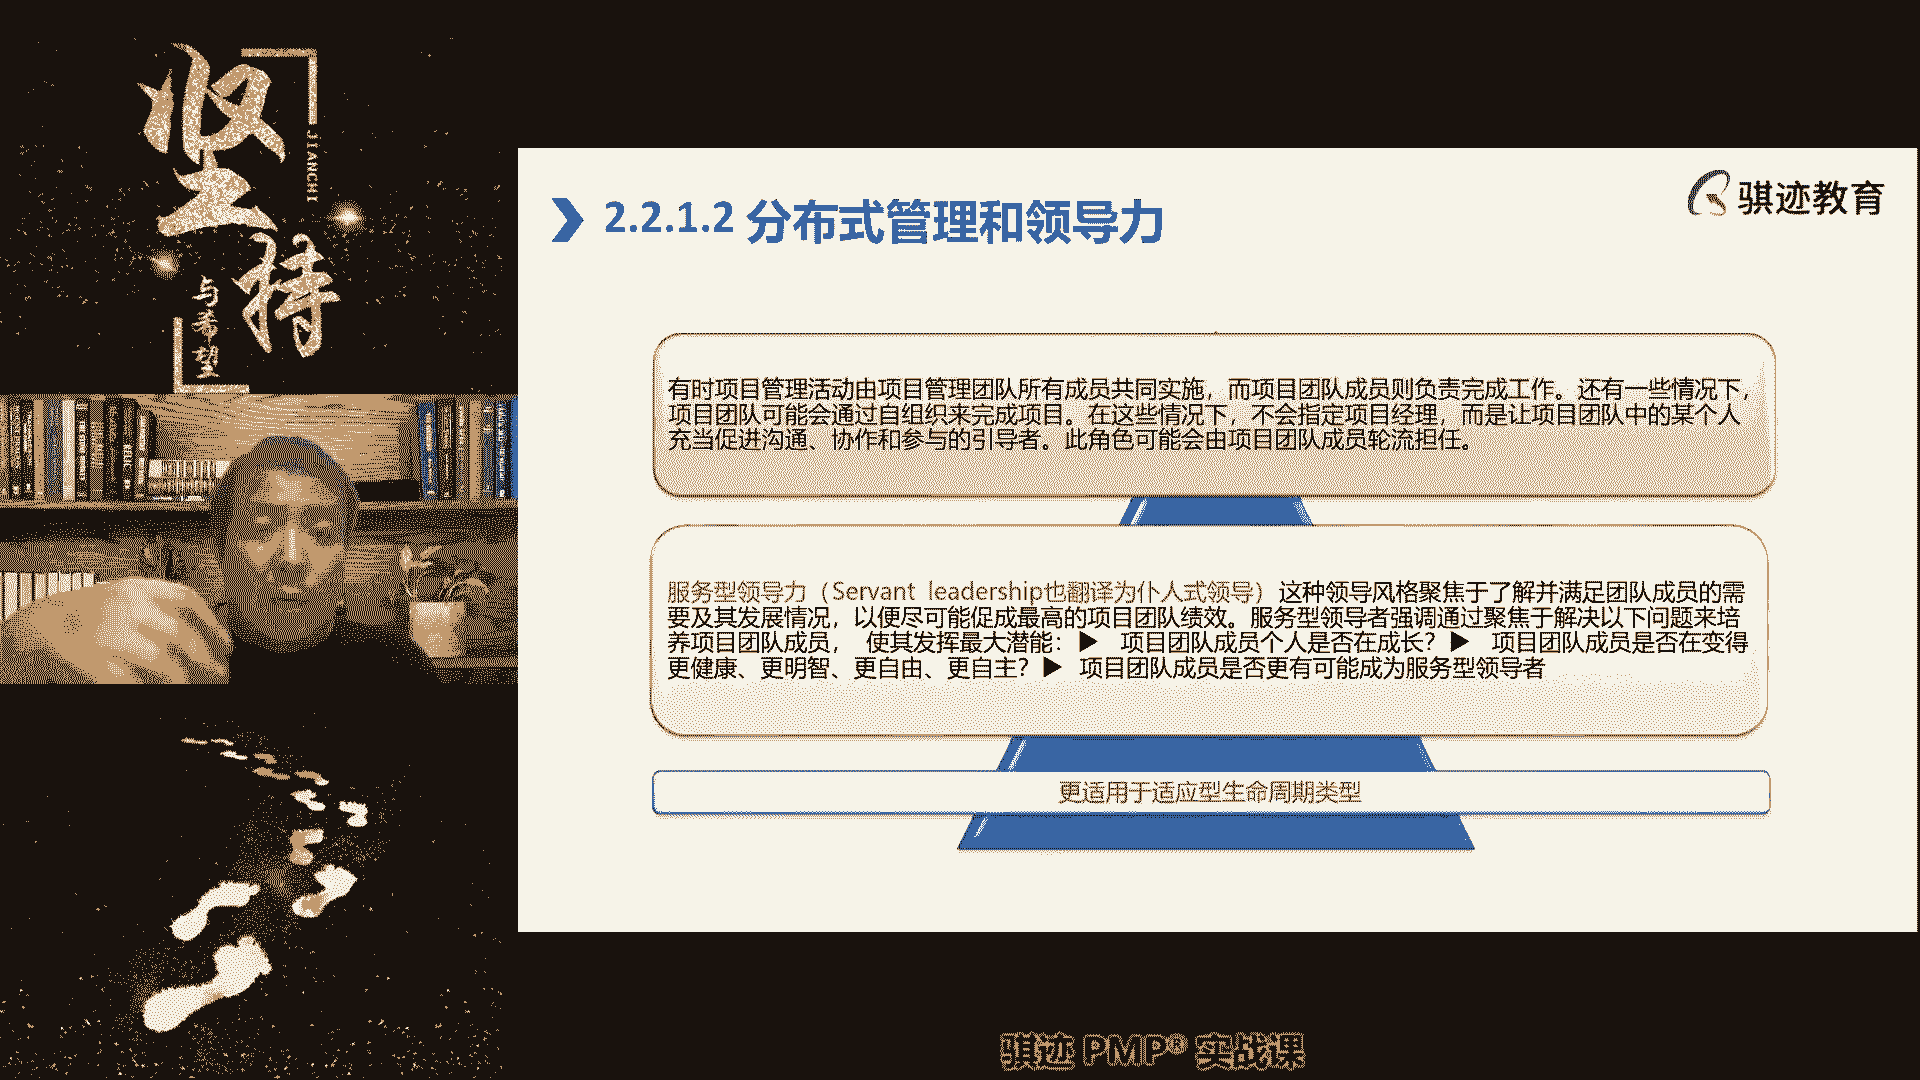 坚持
JIANCHI
与希望
骐迹教育
2.2.1.2 分布式管理和领导力
有时项目管理活动由项目管理团队所有成员共同实施，而项目团队成员则负责完成工作。还有一些情况下，
项目团队可能会通过自组织来完成项目。在这些情况下，不会指定项目经理，而是让项目团队中的某个人
充当促进沟通、协作和参与的引导者。此角色可能会由项目团队成员轮流担任。
服务型领导力（Servant leadership也翻译为仆人式领导）这种领导风格聚焦于了解并满足团队成员的需
要及其发展情况，以便尽可能促成最高的项目团队绩效。服务型领导者强调通过聚焦于解决以下问题来培
养项目团队成员， 使其发挥最大潜能：▶ 项目团队成员个人是否在成长？▶ 项目团队成员是否在变得
更健康、更明智、更自由、更自主？▶ 项目团队成员是否更有可能成为服务型领导者
更适用于适应型生命周期类型
骐迹 PMP® 实战课